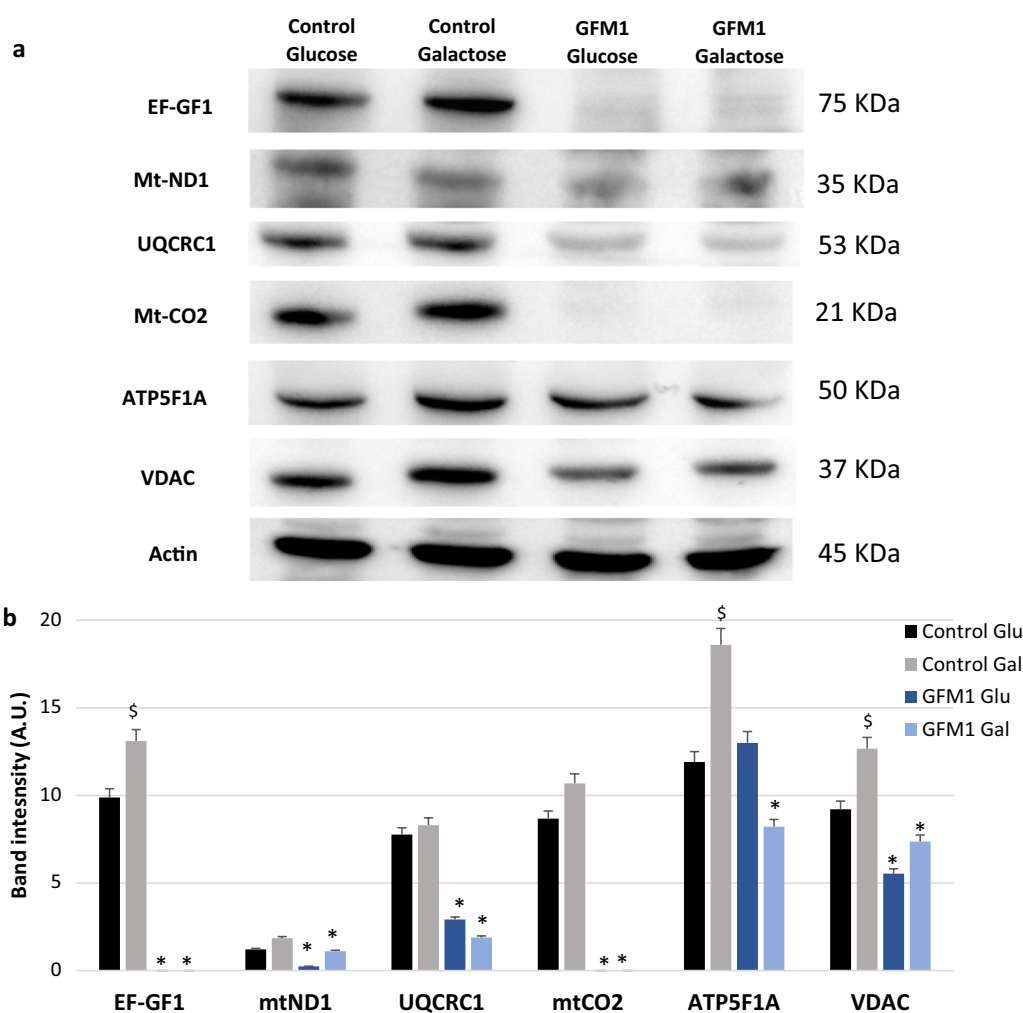 a
Control Glucose
Control Galactose
GFM1 Glucose
GFM1 Galactose
EF-GF1
75 KDa
Mt-ND1
35 KDa
UQCRC1
53 KDa
Mt-CO2
21 KDa
ATP5F1A
50 KDa
VDAC
37 KDa
Actin
45 KDa
b
Band intesnsity (A.U.)
20
15
10
5
0
$
* *
* *
* *
* *
$
*
$
* *
Control Glu
Control Gal
GFM1 Glu
GFM1 Gal
EF-GF1 mtND1 UQCRC1 mtCO2 ATP5F1A VDAC